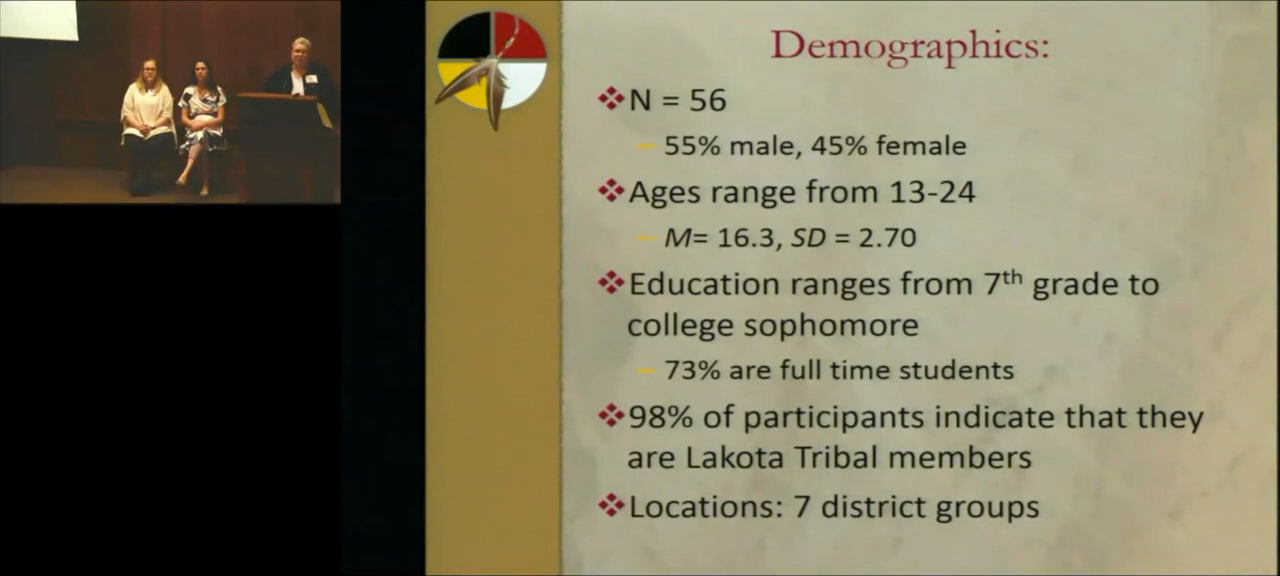 Demographics:
N = 56
– 55% male, 45% female
Ages range from 13-24
– M= 16.3, SD = 2.70
Education ranges from 7th grade to
college sophomore
– 73% are full time students
98% of participants indicate that they
are Lakota Tribal members
Locations: 7 district groups